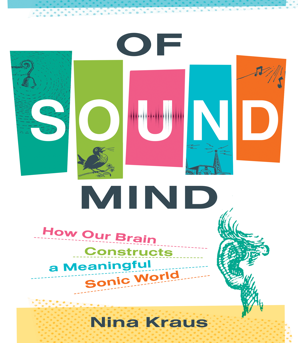 OF
SOUND
MIND
How Our Brain
Constructs
a Meaningful
Sonic World
Nina Kraus